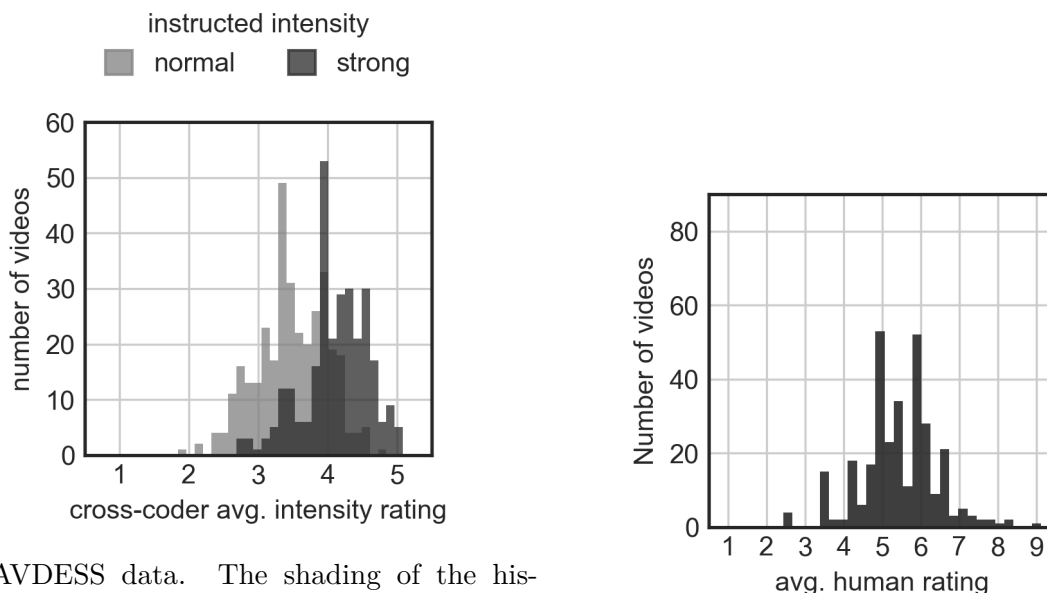 instructed intensity
normal strong
60
50
40
30
20
10
0
number of videos
1 2 3 4 5
cross-coder avg. intensity rating
AVDESS data. The shading of the his-
80
60
40
20
0
Number of videos
1 2 3 4 5 6 7 8 9
avg. human rating